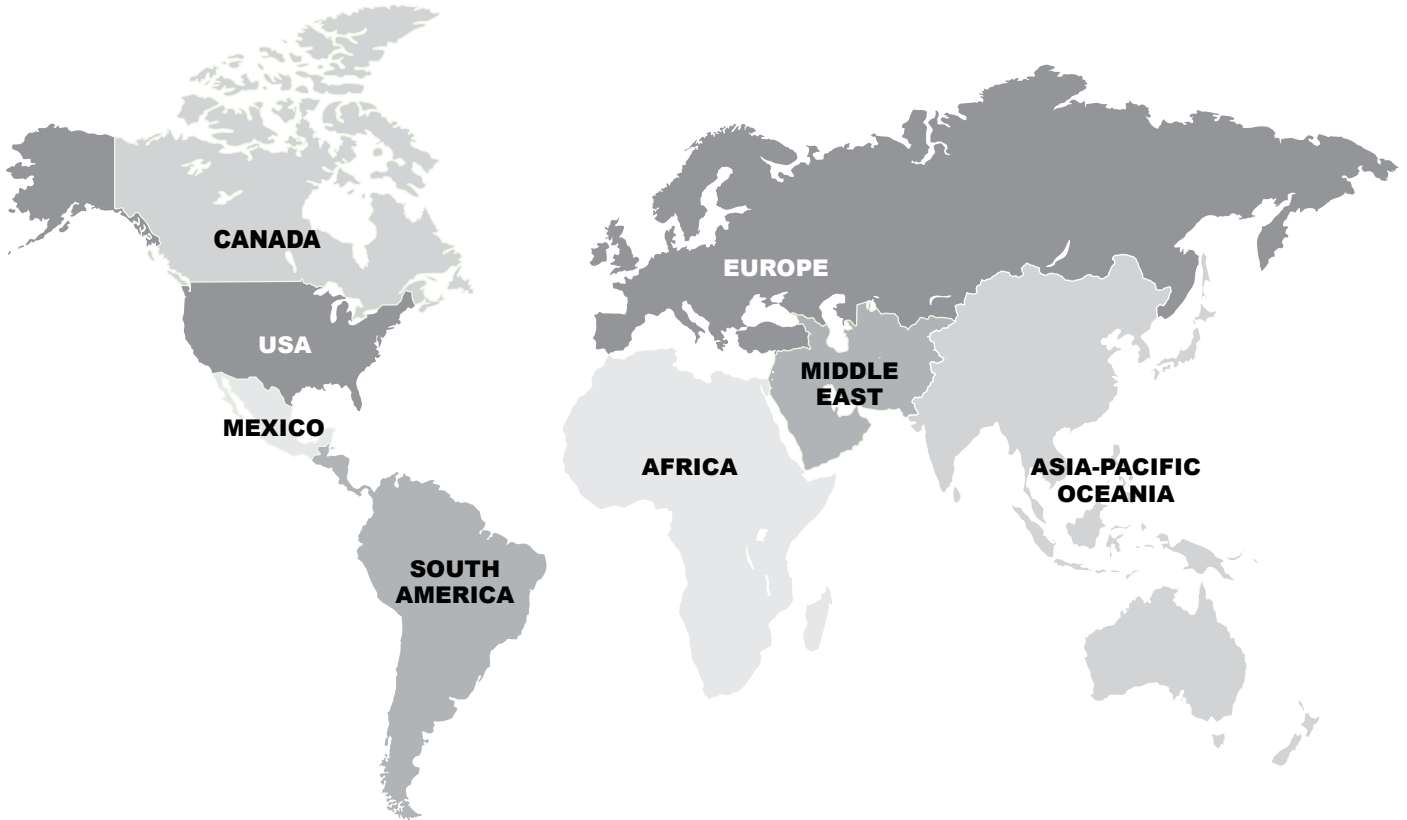 CANADA
EUROPE
USA
MIDDLE
EAST
MEXICO
AFRICA
ASIA-PACIFIC
OCEANIA
SOUTH
AMERICA